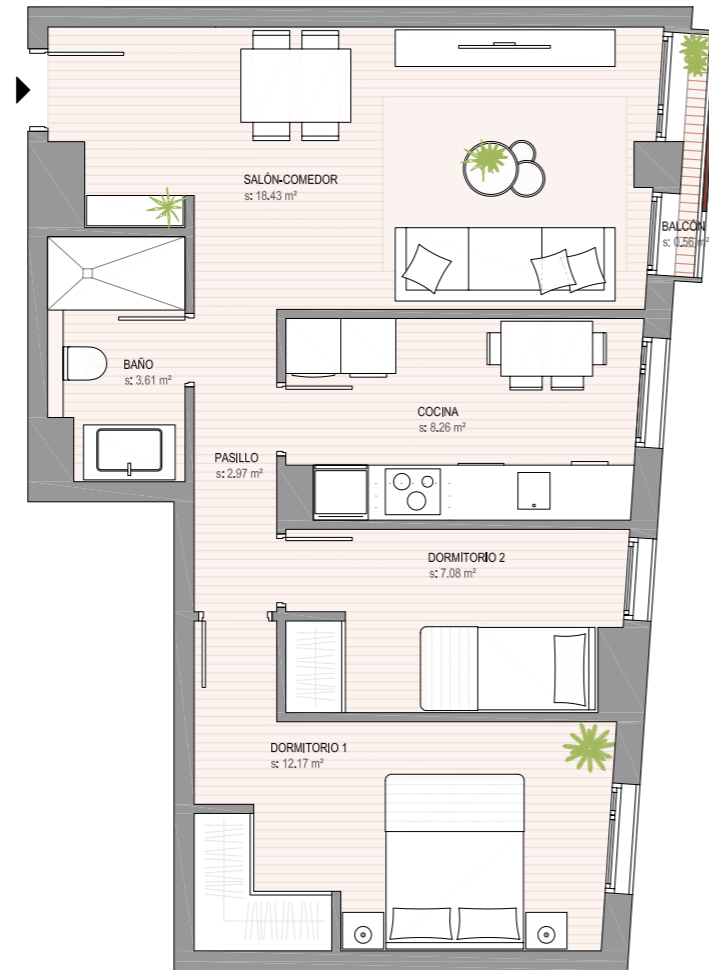 SALÓN-COMEDOR
s: 18.43 m²
BALCÓN
s: 0.56 m²
BAÑO
s: 3.61 m²
COCINA
s: 8.26 m²
PASILLO
s: 2.97 m²
DORMITORIO 2
s: 7.08 m²
DORMITORIO 1
s: 12.17 m²